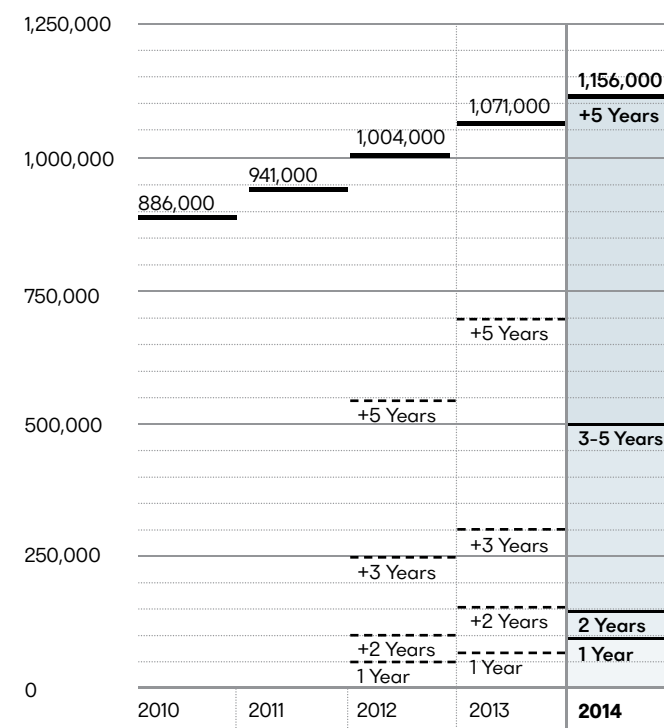 1,250,000
1,156,000
1,071,000
+5 Years
1,004,000
1,000,000
941,000
886,000
750,000
+5 Years
+5 Years
500,000
3-5 Years
+3 Years
250,000
+3 Years
+2 Years
2 Years
+2 Years
1 Year
1 Year
1 Year
0
2010 2011 2012 2013 2014